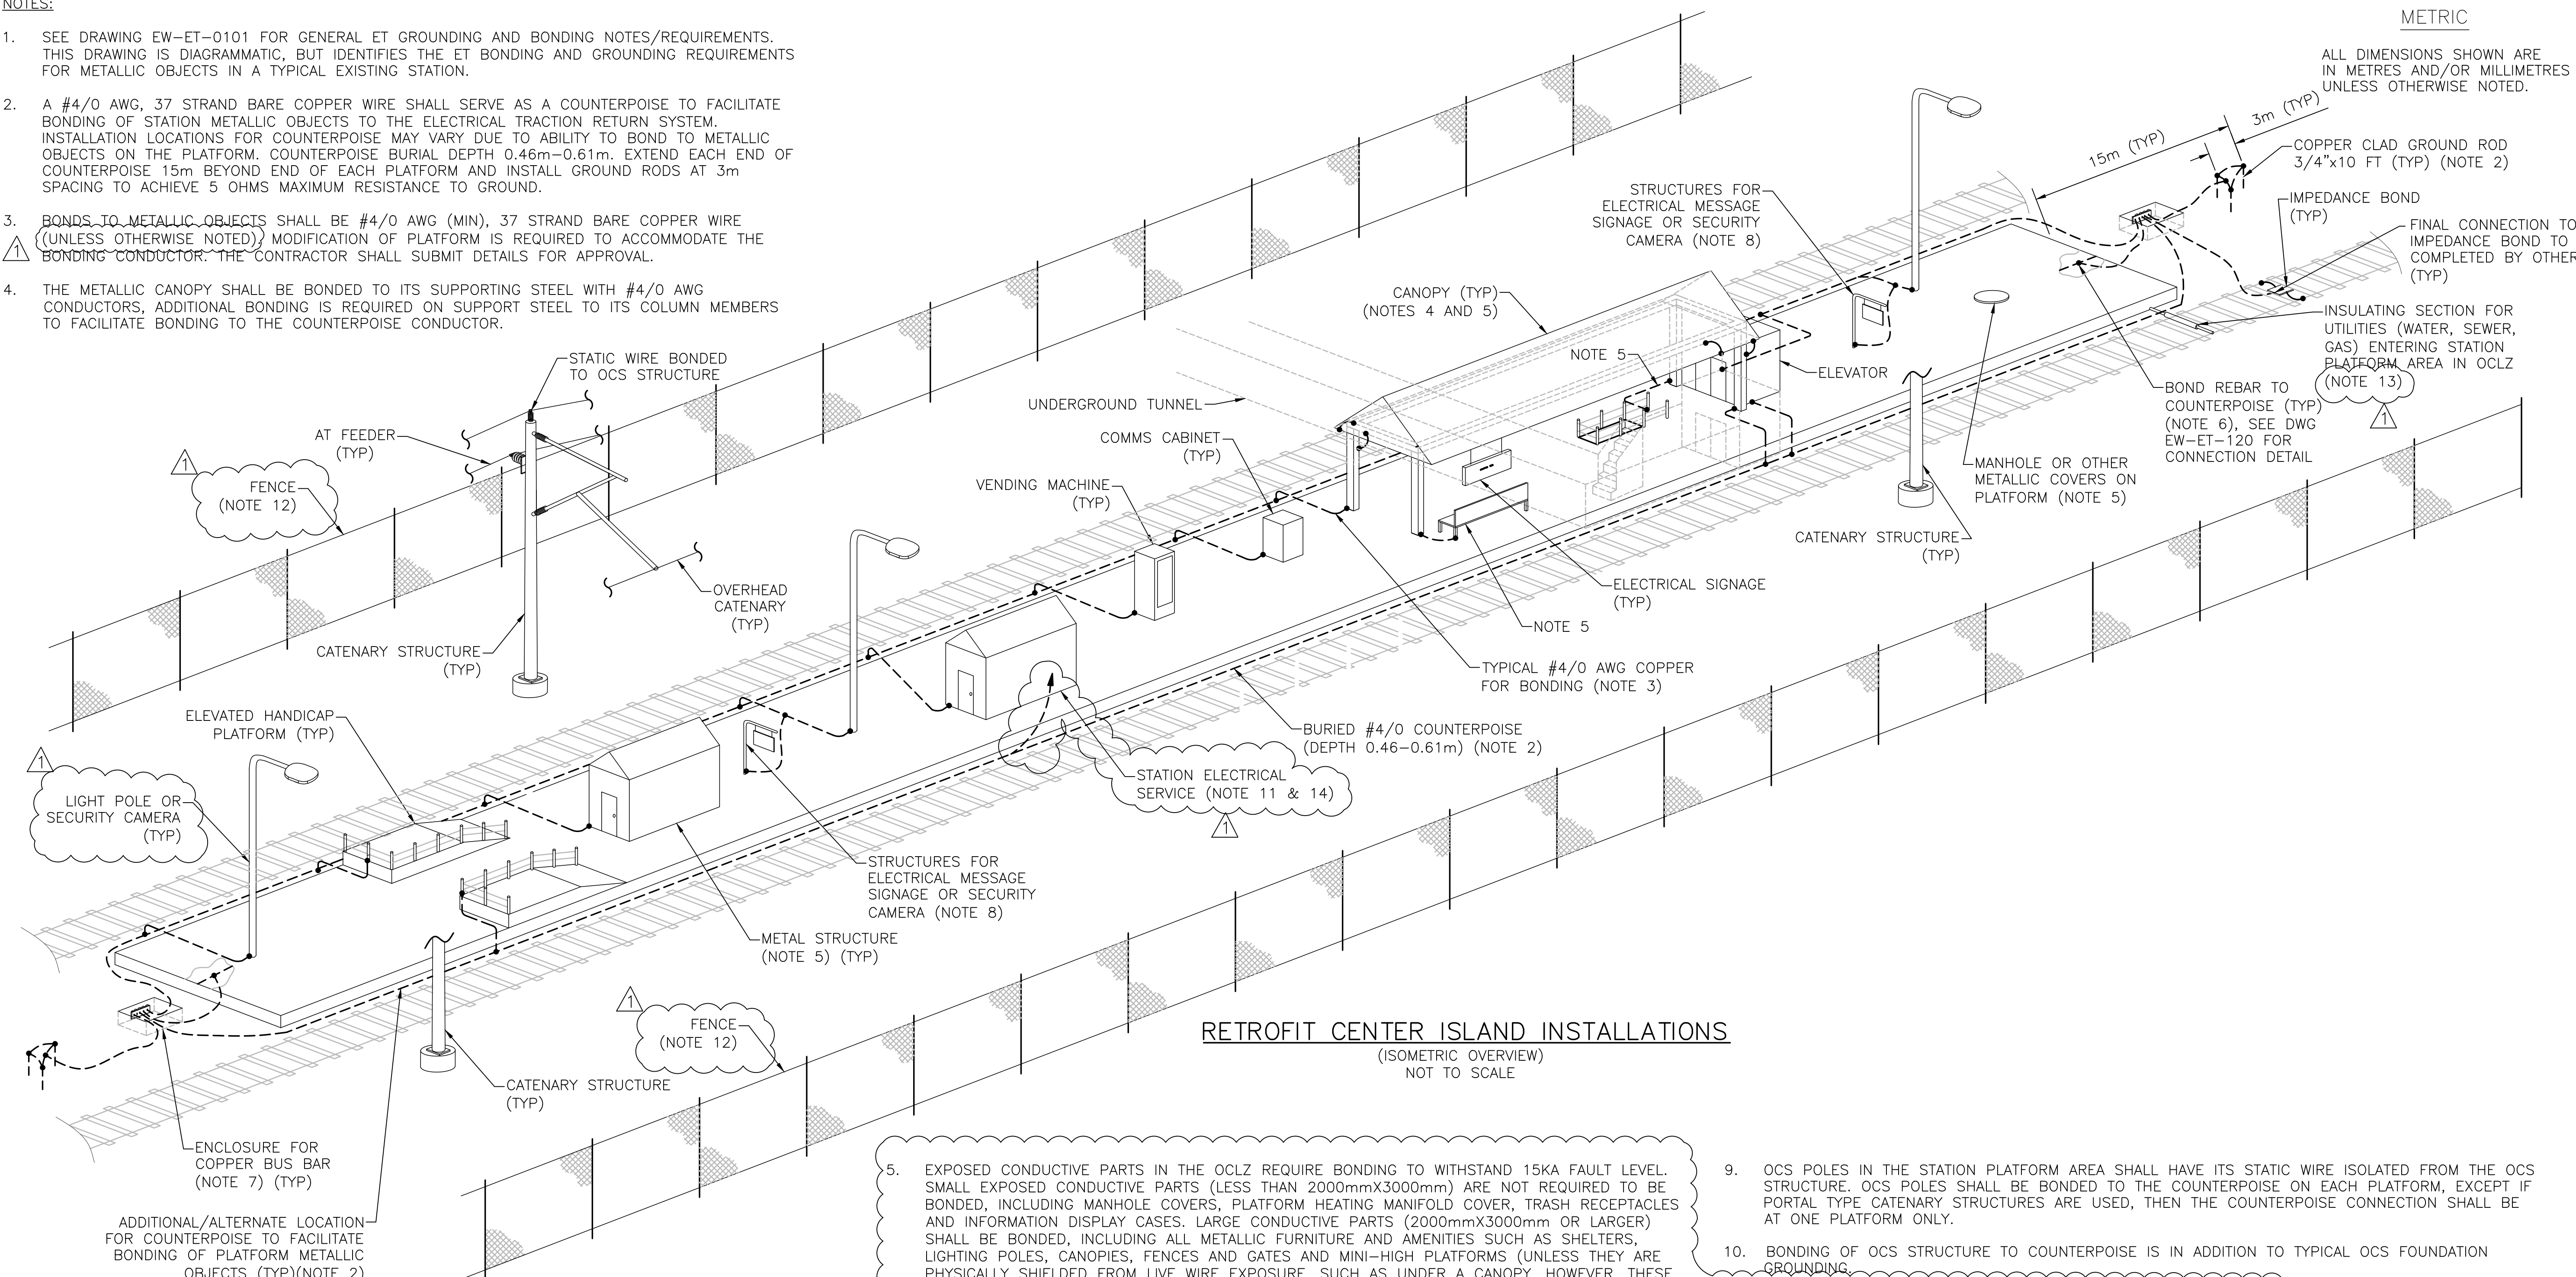 NOTES:
1. SEE DRAWING EW-ET-0101 FOR GENERAL ET GROUNDING AND BONDING NOTES/REQUIREMENTS.
THIS DRAWING IS DIAGRAMMATIC, BUT IDENTIFIES THE ET BONDING AND GROUNDING REQUIREMENTS
FOR METALLIC OBJECTS IN A TYPICAL EXISTING STATION.
2. A #4/0 AWG, 37 STRAND BARE COPPER WIRE SHALL SERVE AS A COUNTERPOISE TO FACILITATE
BONDING OF STATION METALLIC OBJECTS TO THE ELECTRICAL TRACTION RETURN SYSTEM.
INSTALLATION LOCATIONS FOR COUNTERPOISE MAY VARY DUE TO ABILITY TO BOND TO METALLIC
OBJECTS ON THE PLATFORM. COUNTERPOISE BURIAL DEPTH 0.46m-0.61m. EXTEND EACH END OF
COUNTERPOISE 15m BEYOND END OF EACH PLATFORM AND INSTALL GROUND RODS AT 3m
SPACING TO ACHIEVE 5 OHMS MAXIMUM RESISTANCE TO GROUND.
3. BONDS TO METALLIC OBJECTS SHALL BE #4/0 AWG (MIN), 37 STRAND BARE COPPER WIRE
(UNLESS OTHERWISE NOTED), MODIFICATION OF PLATFORM IS REQUIRED TO ACCOMMODATE THE
1 BONDING CONDUCTOR. THE CONTRACTOR SHALL SUBMIT DETAILS FOR APPROVAL.
4. THE METALLIC CANOPY SHALL BE BONDED TO ITS SUPPORTING STEEL WITH #4/0 AWG
CONDUCTORS, ADDITIONAL BONDING IS REQUIRED ON SUPPORT STEEL TO ITS COLUMN MEMBERS
TO FACILITATE BONDING TO THE COUNTERPOISE CONDUCTOR.
METRIC
ALL DIMENSIONS SHOWN ARE
IN METRES AND/OR MILLIMETRES
UNLESS OTHERWISE NOTED.
15m (TYP)
3m (TYP)
COPPER CLAD GROUND ROD
3/4"x10 FT (TYP) (NOTE 2)
IMPEDANCE BOND
(TYP)
FINAL CONNECTION TO
IMPEDANCE BOND TO
COMPLETED BY OTHER
(TYP)
INSULATING SECTION FOR
UTILITIES (WATER, SEWER,
GAS) ENTERING STATION
PLATFORM AREA IN OCLZ
(NOTE 13)
1
BOND REBAR TO
COUNTERPOISE (TYP)
(NOTE 6), SEE DWG
EW-ET-120 FOR
CONNECTION DETAIL
MANHOLE OR OTHER
METALLIC COVERS ON
PLATFORM (NOTE 5)
CATENARY STRUCTURE
(TYP)
STRUCTURES FOR
ELECTRICAL MESSAGE
SIGNAGE OR SECURITY
CAMERA (NOTE 8)
CANOPY (TYP)
(NOTES 4 AND 5)
NOTE 5
ELEVATOR
UNDERGROUND TUNNEL
COMMS CABINET
(TYP)
VENDING MACHINE
(TYP)
ELECTRICAL SIGNAGE
(TYP)
NOTE 5
TYPICAL #4/0 AWG COPPER
FOR BONDING (NOTE 3)
BURIED #4/0 COUNTERPOISE
(DEPTH 0.46-0.61m) (NOTE 2)
STATION ELECTRICAL
SERVICE (NOTE 11 & 14)
1
STATIC WIRE BONDED
TO OCS STRUCTURE
AT FEEDER
(TYP)
1
FENCE
(NOTE 12)
OVERHEAD
CATENARY
(TYP)
CATENARY STRUCTURE
(TYP)
ELEVATED HANDICAP
PLATFORM (TYP)
1
LIGHT POLE OR
SECURITY CAMERA
(TYP)
STRUCTURES FOR
ELECTRICAL MESSAGE
SIGNAGE OR SECURITY
CAMERA (NOTE 8)
METAL STRUCTURE
(NOTE 5) (TYP)
1
FENCE
(NOTE 12)
CATENARY STRUCTURE
(TYP)
ENCLOSURE FOR
COPPER BUS BAR
(NOTE 7) (TYP)
ADDITIONAL/ALTERNATE LOCATION
FOR COUNTERPOISE TO FACILITATE
BONDING OF PLATFORM METALLIC
OBJECTS (TYP)(NOTE 2)
RETROFIT CENTER ISLAND INSTALLATIONS
(ISOMETRIC OVERVIEW)
NOT TO SCALE
5. EXPOSED CONDUCTIVE PARTS IN THE OCLZ REQUIRE BONDING TO WITHSTAND 15KA FAULT LEVEL.
SMALL EXPOSED CONDUCTIVE PARTS (LESS THAN 2000mmX3000mm) ARE NOT REQUIRED TO BE
BONDED, INCLUDING MANHOLE COVERS, PLATFORM HEATING MANIFOLD COVER, TRASH RECEPTACLES
AND INFORMATION DISPLAY CASES. LARGE CONDUCTIVE PARTS (2000mmX3000mm OR LARGER)
SHALL BE BONDED, INCLUDING ALL METALLIC FURNITURE AND AMENITIES SUCH AS SHELTERS,
LIGHTING POLES, CANOPIES, FENCES AND GATES AND MINI-HIGH PLATFORMS (UNLESS THEY ARE
PHYSICALLY SHIELDED FROM LIVE WIRE EXPOSURE, SUCH AS UNDER A CANOPY. HOWEVER, THESE
9. OCS POLES IN THE STATION PLATFORM AREA SHALL HAVE ITS STATIC WIRE ISOLATED FROM THE OCS
STRUCTURE. OCS POLES SHALL BE BONDED TO THE COUNTERPOISE ON EACH PLATFORM, EXCEPT IF
PORTAL TYPE CATENARY STRUCTURES ARE USED, THEN THE COUNTERPOISE CONNECTION SHALL BE
AT ONE PLATFORM ONLY.
10. BONDING OF OCS STRUCTURE TO COUNTERPOISE IS IN ADDITION TO TYPICAL OCS FOUNDATION
GROUNDING.